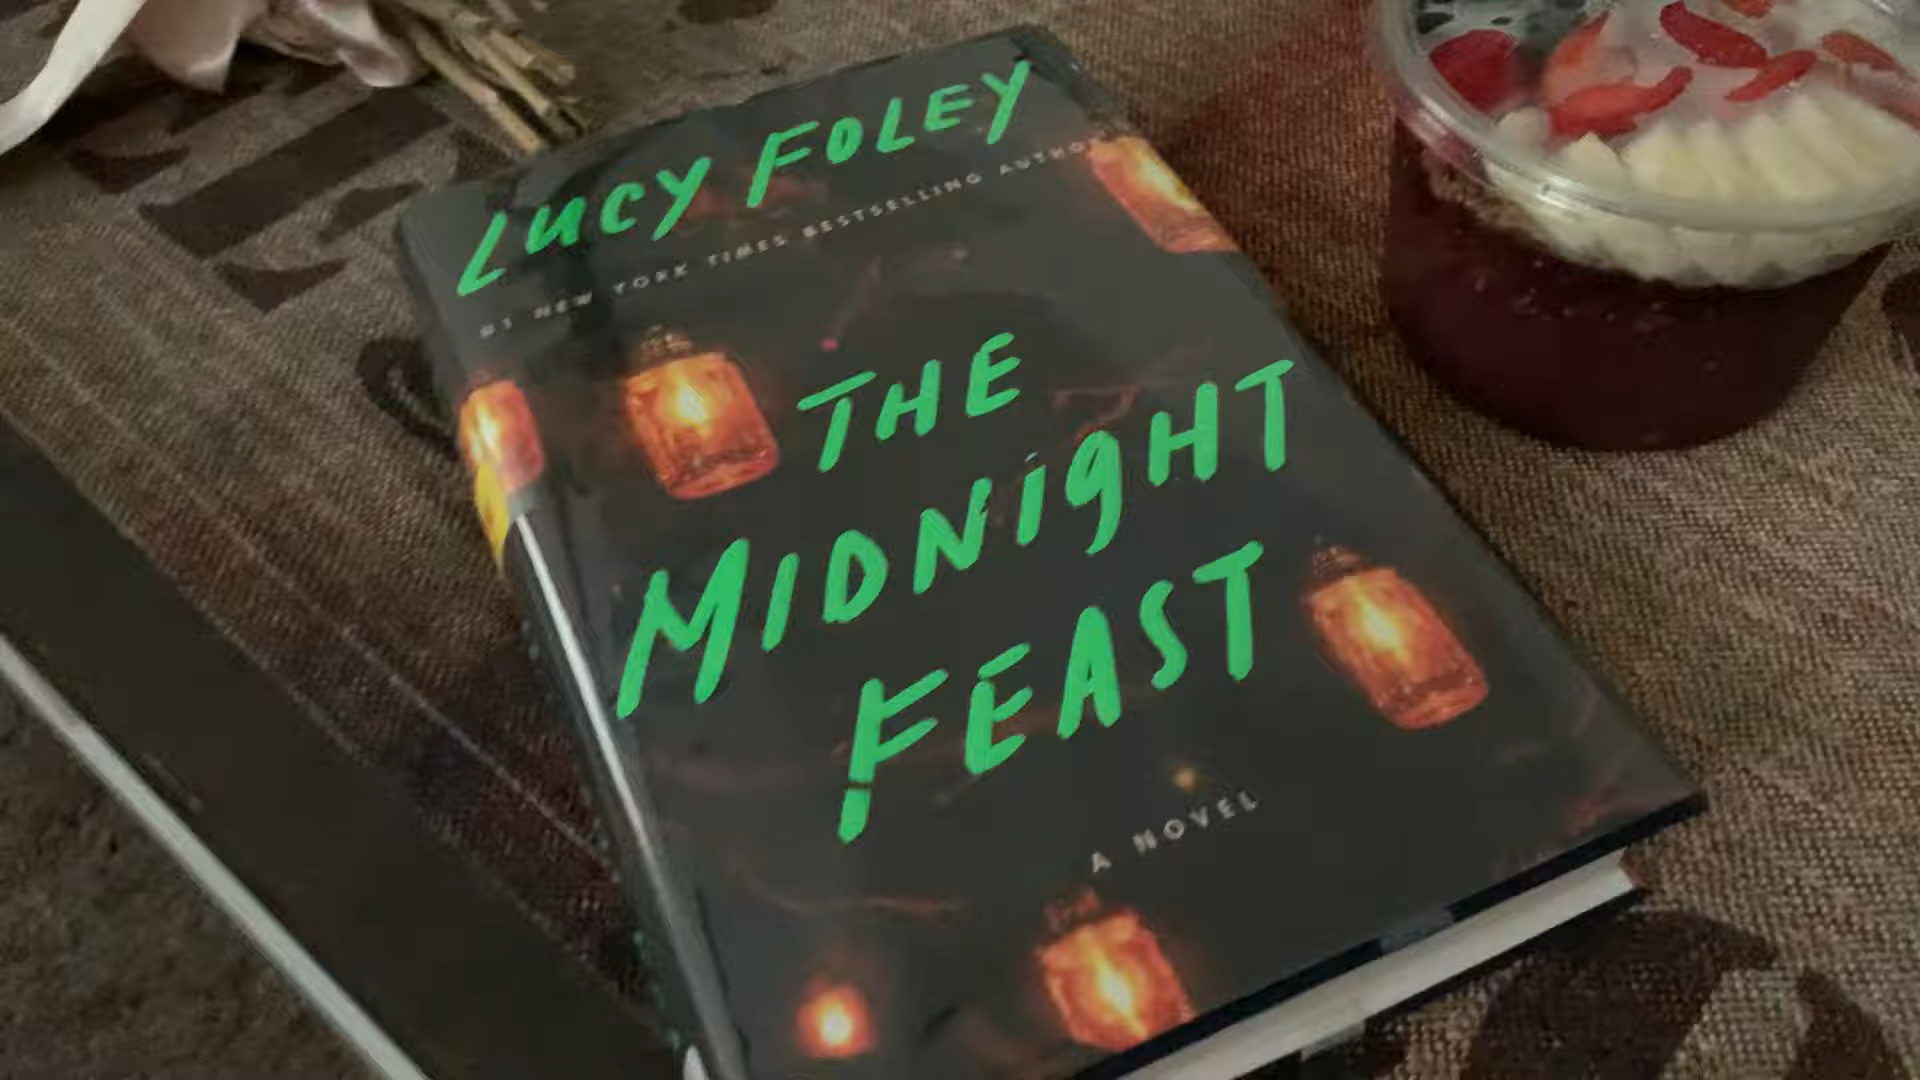 LUCY FOLEY
#1 NEW YORK TIMES BESTSELLING AUTHOR
THE
MIDNiGHT
FEAST
A NOVEL